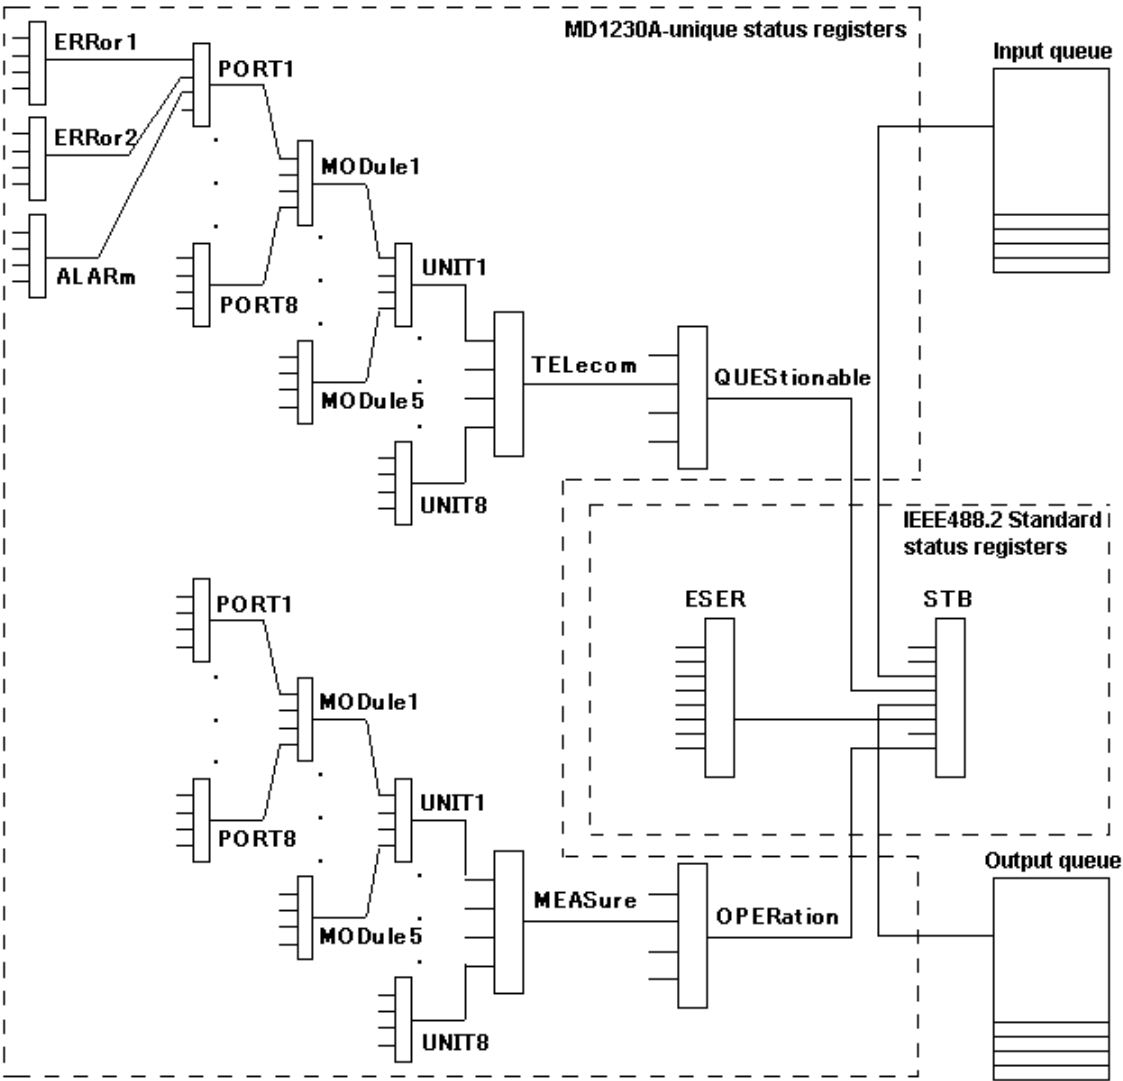 MD1230A-unique status registers
Input queue
ERRor1
PORT1
ERRor2
MODule1
ALARm
PORT8
UNIT1
MODule5
TELecom
QUEStionable
UNIT8
IEEE488.2 Standard
status registers
ESER
STB
PORT1
MODule1
PORT8
UNIT1
MODule5
MEASure
OPERation
UNIT8
Output queue